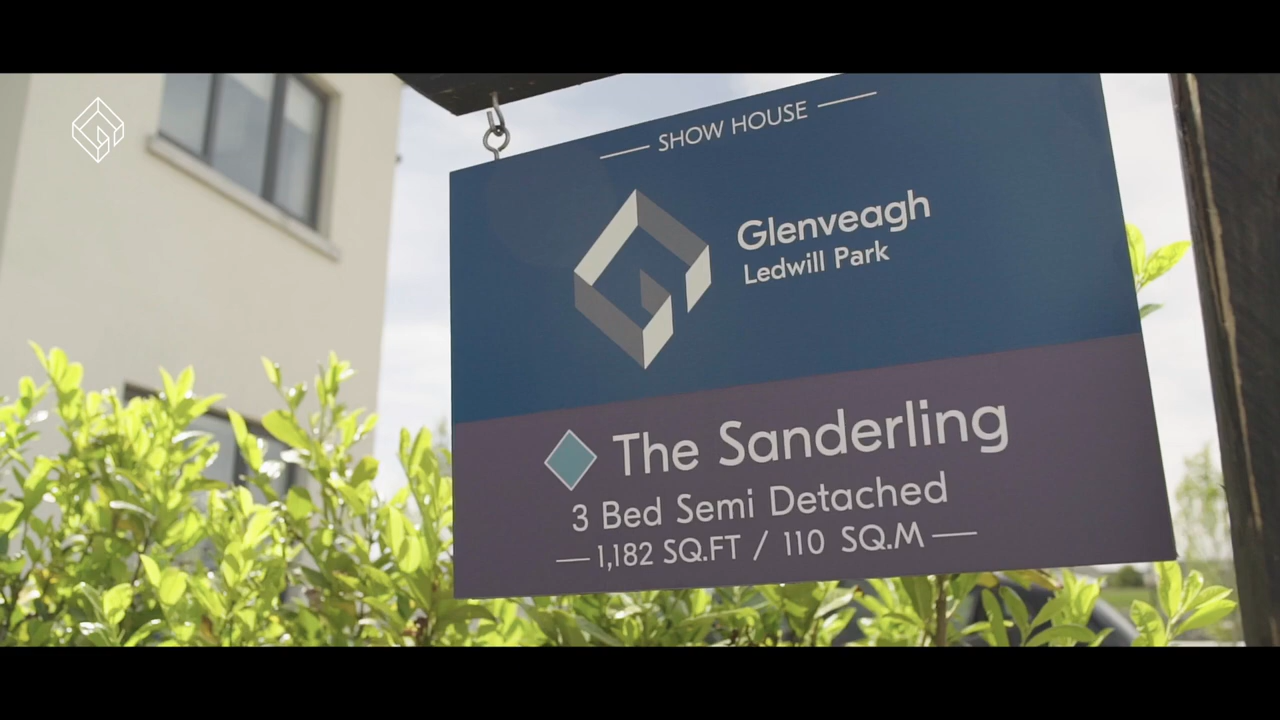 SHOW HOUSE
Glenveagh
Ledwill Park
The Sanderling
3 Bed Semi Detached
1,182 SQ.FT / 110 SQ.M